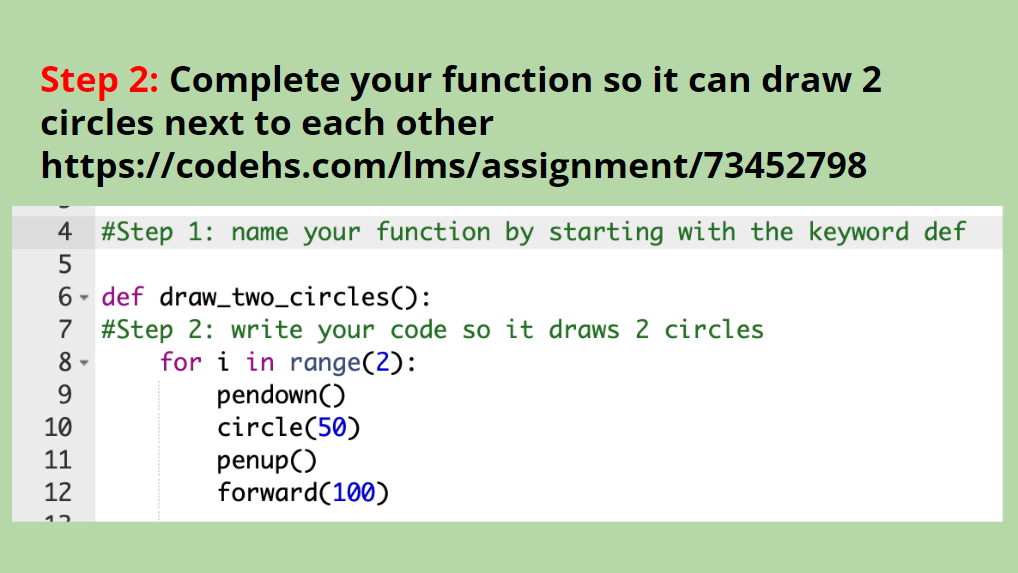 Step 2: Complete your function so it can draw 2
circles next to each other
https://codehs.com/lms/assignment/73452798
4 #Step 1: name your function by starting with the keyword def
5
6 def draw_two_circles():
7 #Step 2: write your code so it draws 2 circles
8 for i in range(2):
9 pendown()
10 circle(50)
11 penup()
12 forward(100)